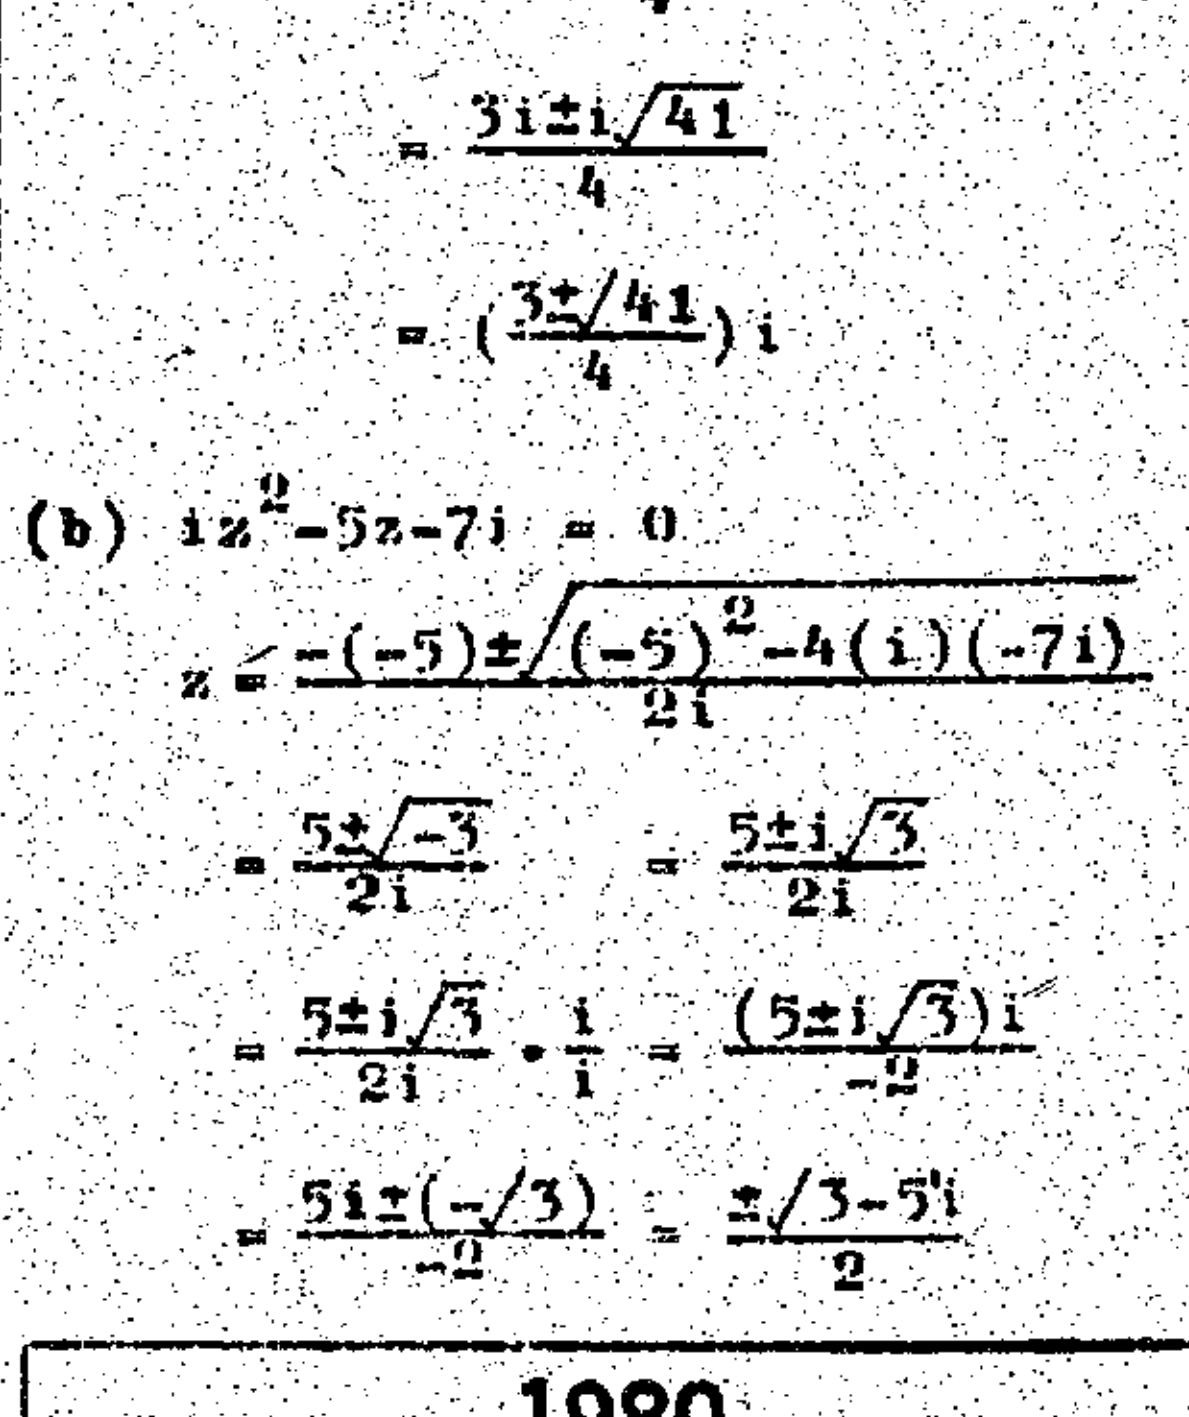 = (3i±i√41)/4
= ((3±√41)/4) i
(b) iz²-5z-7i = 0
z = (-(-5)±√((-5)²-4(i)(-7i)))/2i
= (5±√-3)/2i = (5±i√3)/2i
= (5±i√3)/2i · i/i = ((5±i√3)i)/-2
= (5i±(-√3))/-2 = (±√3-5i)/2